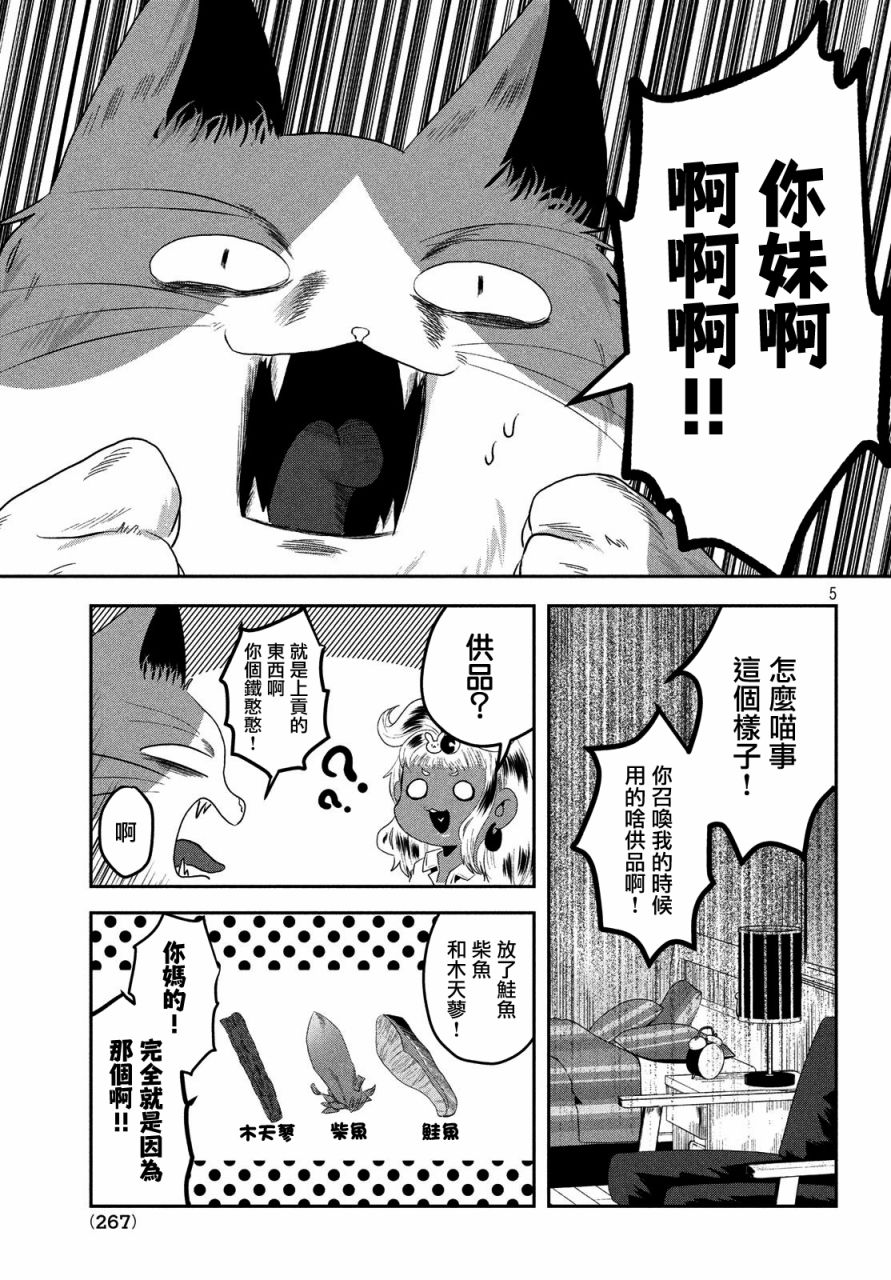 你妹啊
啊啊啊!!
5
怎麼喵事
這個樣子!
你召喚我的時候
用的啥供品啊!
供品?
??
就是上貢的
東西啊
你個鐵憨憨!
啊
放了鮭魚
柴魚
和木天蓼!
鮭魚
柴魚
木天蓼
你媽的!
完全就是因為
那個啊!!
(267)